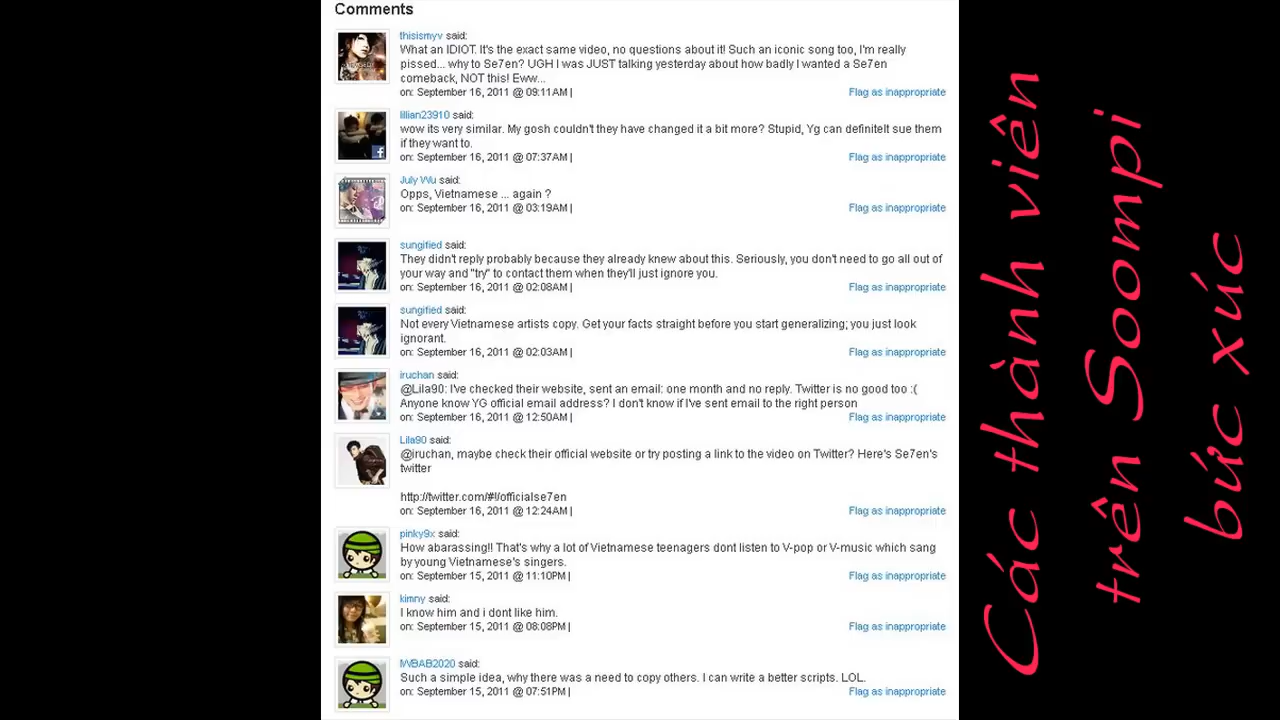 Comments
thisismyv said:
What an IDIOT. It's the exact same video, no questions about it! Such an iconic song too, I'm really
pissed... why to Se7en? UGH I was JUST talking yesterday about how badly I wanted a Se7en
comeback, NOT this! Eww...
on: September 16, 2011 @ 09:11AM |
Flag as inappropriate
lillian23910 said:
wow its very similar. My gosh couldn't they have changed it a bit more? Stupid, Yg can definitelt sue them
if they want to.
on: September 16, 2011 @ 07:37AM |
Flag as inappropriate
July Wu said:
Opps, Vietnamese ... again ?
on: September 16, 2011 @ 03:19AM |
Flag as inappropriate
sungified said:
They didn't reply probably because they already knew about this. Seriously, you don't need to go all out of
your way and "try" to contact them when they'll just ignore you.
on: September 16, 2011 @ 02:08AM |
Flag as inappropriate
sungified said:
Not every Vietnamese artists copy. Get your facts straight before you start generalizing; you just look
ignorant.
on: September 16, 2011 @ 02:03AM |
Flag as inappropriate
iruchan said:
@Lila90: I've checked their website, sent an email: one month and no reply. Twitter is no good too :(
Anyone know YG official email address? I don't know if I've sent email to the right person
on: September 16, 2011 @ 12:50AM |
Flag as inappropriate
Lila90 said:
@iruchan, maybe check their official website or try posting a link to the video on Twitter? Here's Se7en's
twitter
http://twitter.com/#!/officialse7en
on: September 16, 2011 @ 12:24AM |
Flag as inappropriate
pinky9x said:
How abarassing!! That's why a lot of Vietnamese teenagers dont listen to V-pop or V-music which sang
by young Vietnamese's singers.
on: September 15, 2011 @ 11:10PM |
Flag as inappropriate
kimny said:
I know him and i dont like him.
on: September 15, 2011 @ 08:08PM |
Flag as inappropriate
IWBAB2020 said:
Such a simple idea, why there was a need to copy others. I can write a better scripts. LOL.
on: September 15, 2011 @ 07:51PM |
Flag as inappropriate
Các thành viên
trên Soompi
bức xúc